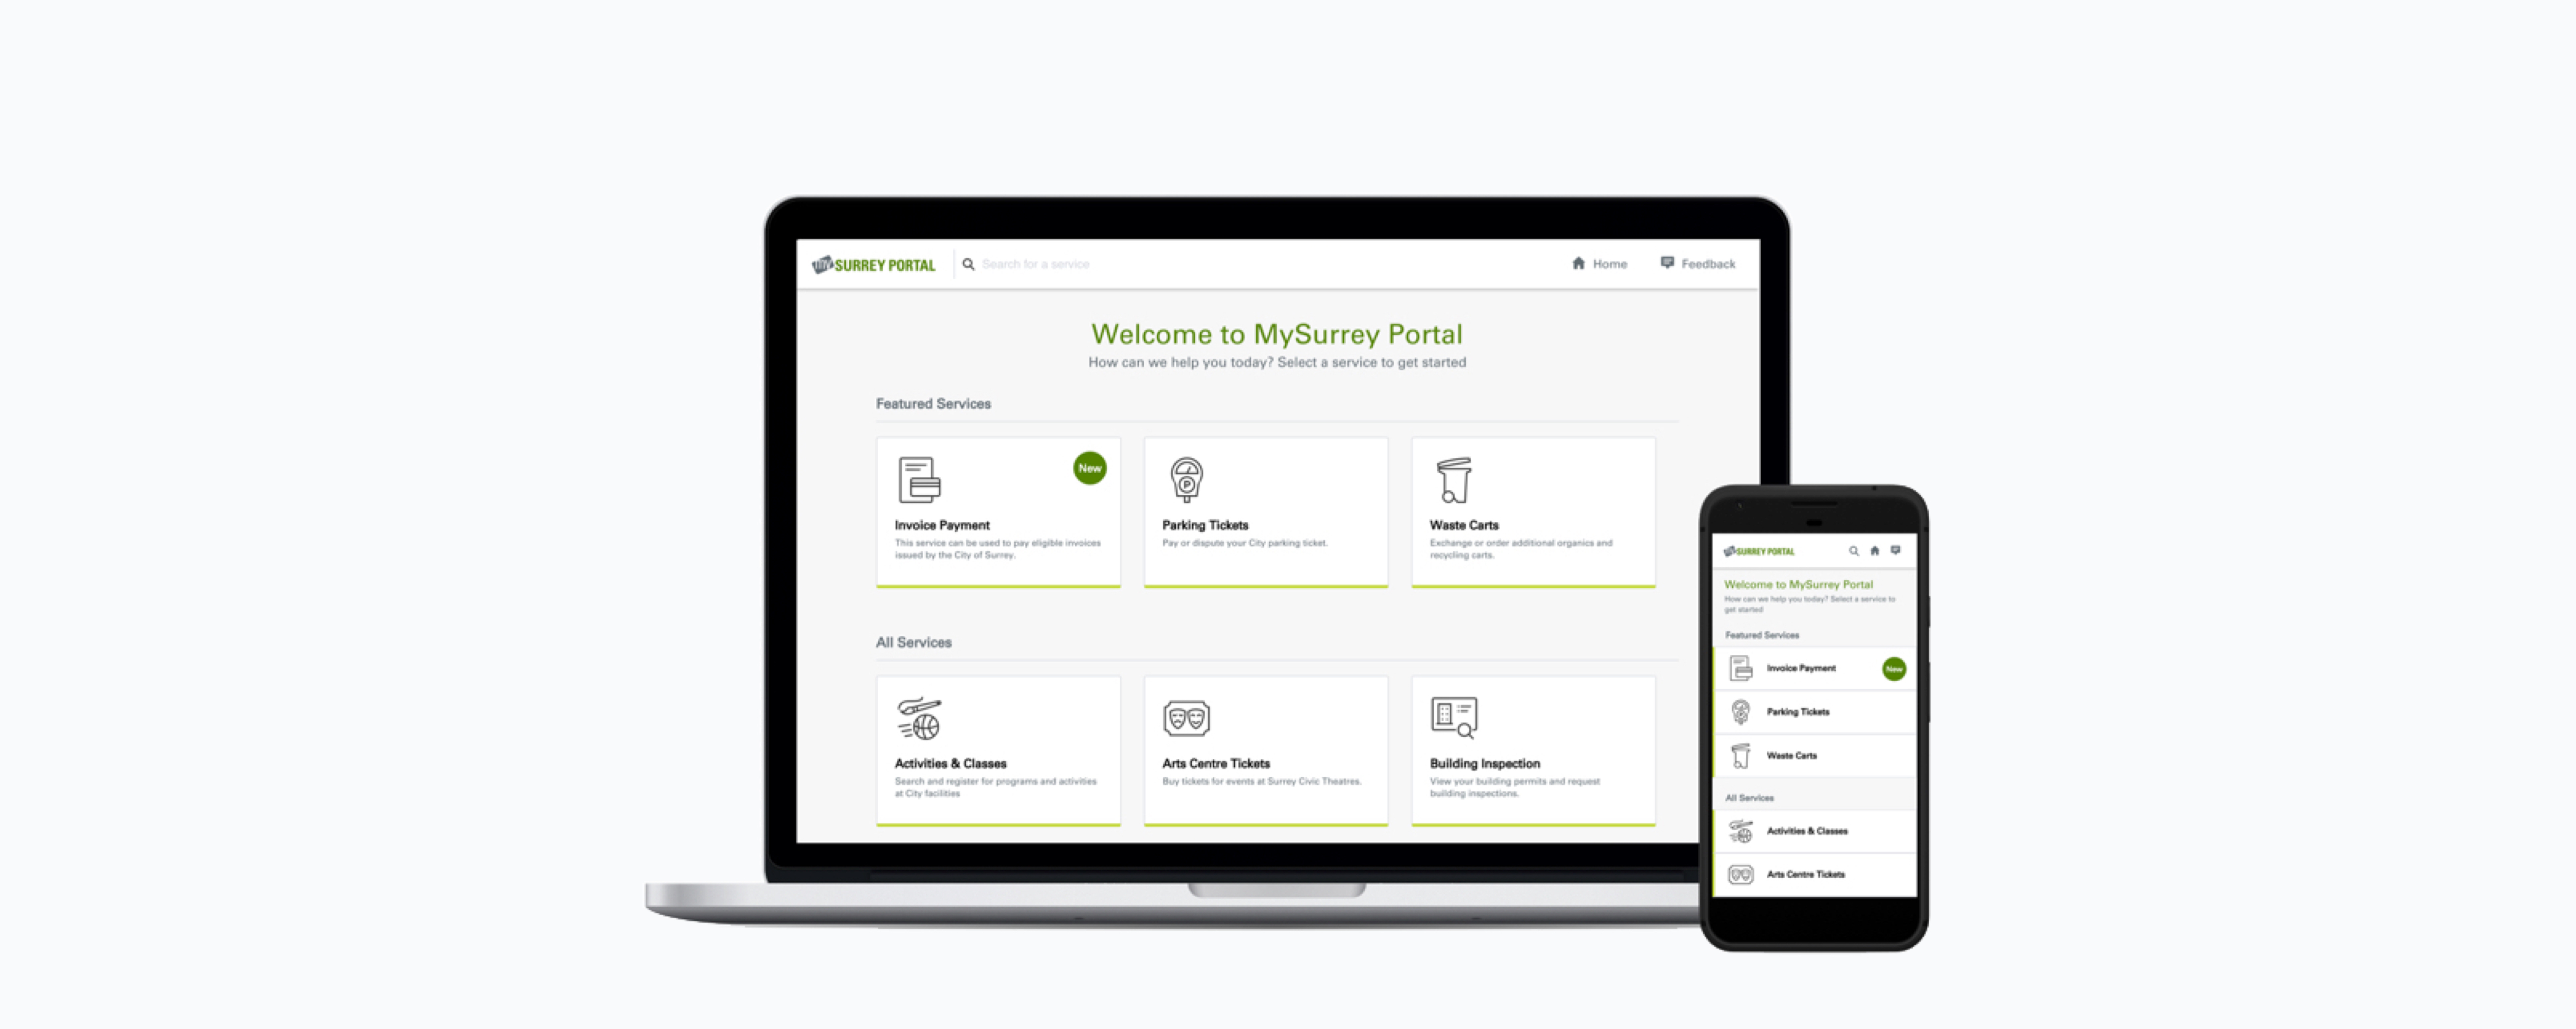 my SURREY PORTAL
Search for a service
Home
Feedback
Welcome to MySurrey Portal
How can we help you today? Select a service to get started
Featured Services
New
Invoice Payment
This service can be used to pay eligible invoices
issued by the City of Surrey.
P
Parking Tickets
Pay or dispute your City parking ticket.
Waste Carts
Exchange or order additional organics and
recycling carts.
All Services
Activities & Classes
Search and register for programs and activities
at City facilities
Arts Centre Tickets
Buy tickets for events at Surrey Civic Theatres.
Building Inspection
View your building permits and request
building inspections.
my SURREY PORTAL
Welcome to MySurrey Portal
How can we help you today? Select a service to
get started
Featured Services
Invoice Payment
New
Parking Tickets
Waste Carts
All Services
Activities & Classes
Arts Centre Tickets